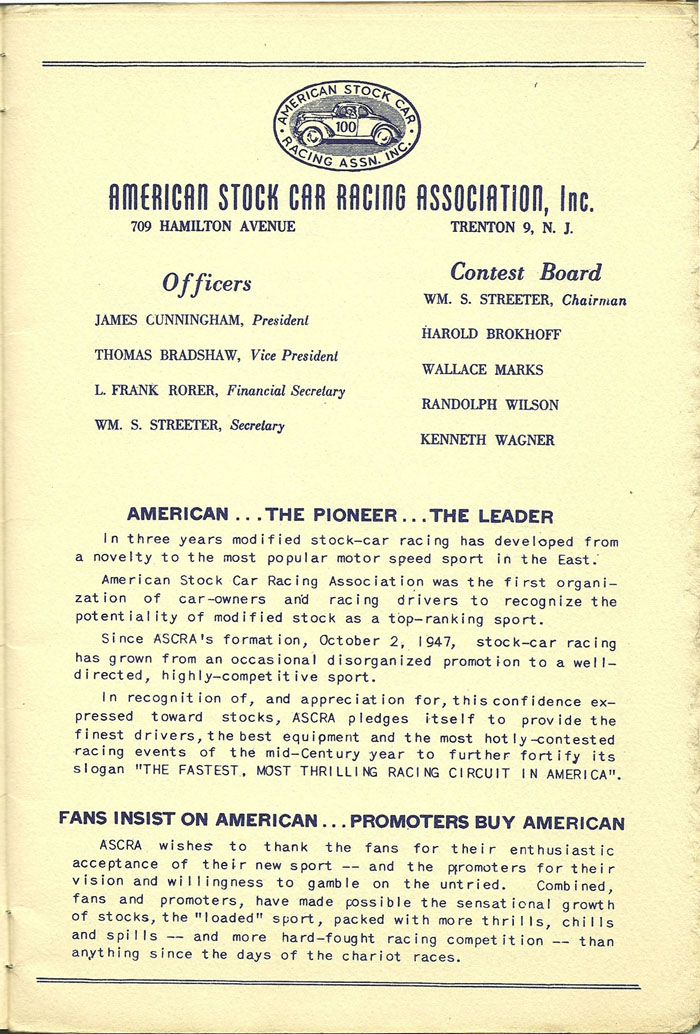 AMERICAN STOCK CAR
100
RACING ASSN. INC.
AMERICAN STOCK CAR RACING ASSOCIATION, Inc.
709 HAMILTON AVENUE TRENTON 9, N. J.
Officers
JAMES CUNNINGHAM, President
THOMAS BRADSHAW, Vice President
L. FRANK RORER, Financial Secretary
WM. S. STREETER, Secretary
Contest Board
WM. S. STREETER, Chairman
HAROLD BROKHOFF
WALLACE MARKS
RANDOLPH WILSON
KENNETH WAGNER
AMERICAN ... THE PIONEER ... THE LEADER
In three years modified stock-car racing has developed from
a novelty to the most popular motor speed sport in the East.
American Stock Car Racing Association was the first organi-
zation of car-owners and racing drivers to recognize the
potentiality of modified stock as a top-ranking sport.
Since ASCRA's formation, October 2, 1947, stock-car racing
has grown from an occasional disorganized promotion to a well-
directed, highly-competitive sport.
In recognition of, and appreciation for, this confidence ex-
pressed toward stocks, ASCRA pledges itself to provide the
finest drivers, the best equipment and the most hotly-contested
racing events of the mid-Century year to further fortify its
slogan "THE FASTEST, MOST THRILLING RACING CIRCUIT IN AMERICA".
FANS INSIST ON AMERICAN ... PROMOTERS BUY AMERICAN
ASCRA wishes to thank the fans for their enthusiastic
acceptance of their new sport -- and the promoters for their
vision and willingness to gamble on the untried. Combined,
fans and promoters, have made possible the sensational growth
of stocks, the "loaded" sport, packed with more thrills, chills
and spills -- and more hard-fought racing competition -- than
anything since the days of the chariot races.